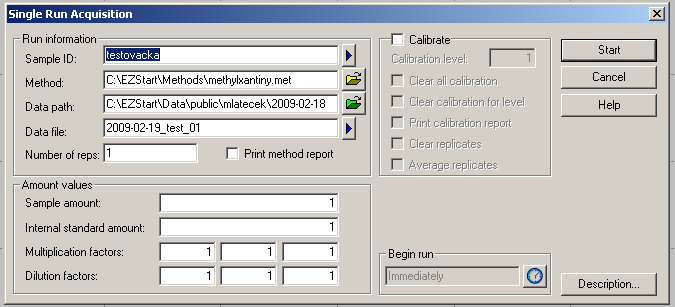 Single Run Acquisition
Run information
Sample ID: testovacka
Method: C:\EZStart\Methods\methylxantiny.met
Data path: C:\EZStart\Data\public\mlatecek\2009-02-18
Data file: 2009-02-19_test_01
Number of reps: 1 Print method report
Calibrate
Calibration level: 1
Clear all calibration
Clear calibration for level
Print calibration report
Clear replicates
Average replicates
Start
Cancel
Help
Amount values
Sample amount: 1
Internal standard amount: 1
Multiplication factors: 1 1 1
Dilution factors: 1 1 1
Begin run
Immediately
Description...